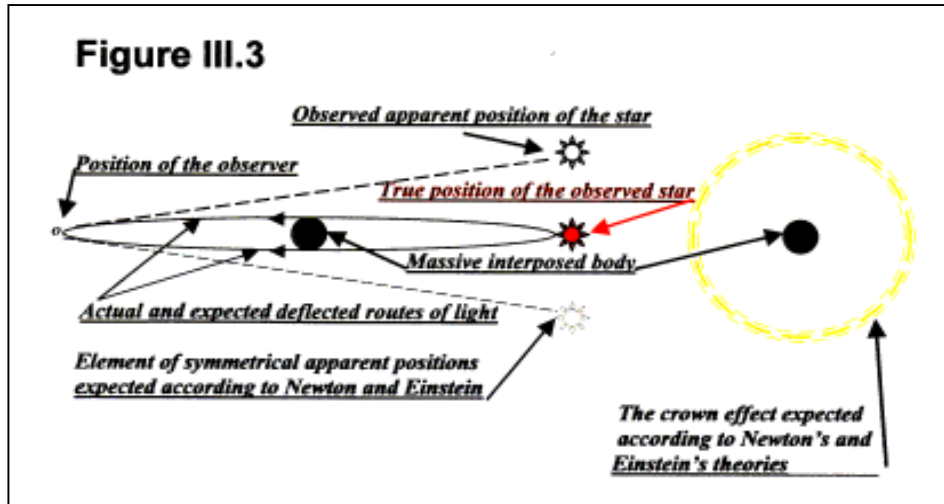 Figure III.3
Observed apparent position of the star
Position of the observer
True position of the observed star
o
Massive interposed body
Actual and expected deflected routes of light
Element of symmetrical apparent positions
expected according to Newton and Einstein
The crown effect expected
according to Newton's and
Einstein's theories